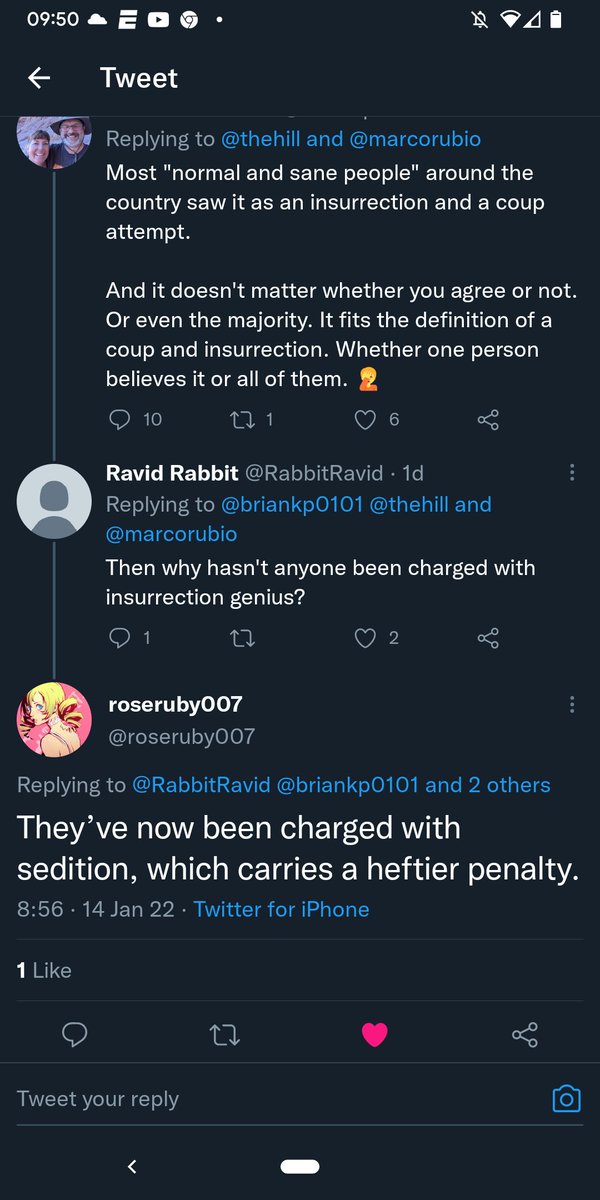 09:50
Tweet
Replying to @thehill and @marcorubio
Most "normal and sane people" around the
country saw it as an insurrection and a coup
attempt.
And it doesn't matter whether you agree or not.
Or even the majority. It fits the definition of a
coup and insurrection. Whether one person
believes it or all of them. 🤦
10 1 6
Ravid Rabbit @RabbitRavid · 1d
Replying to @briankp0101 @thehill and
@marcorubio
Then why hasn't anyone been charged with
insurrection genius?
1 2
roseruby007
@roseruby007
Replying to @RabbitRavid @briankp0101 and 2 others
They’ve now been charged with
sedition, which carries a heftier penalty.
8:56 · 14 Jan 22 · Twitter for iPhone
1 Like
Tweet your reply